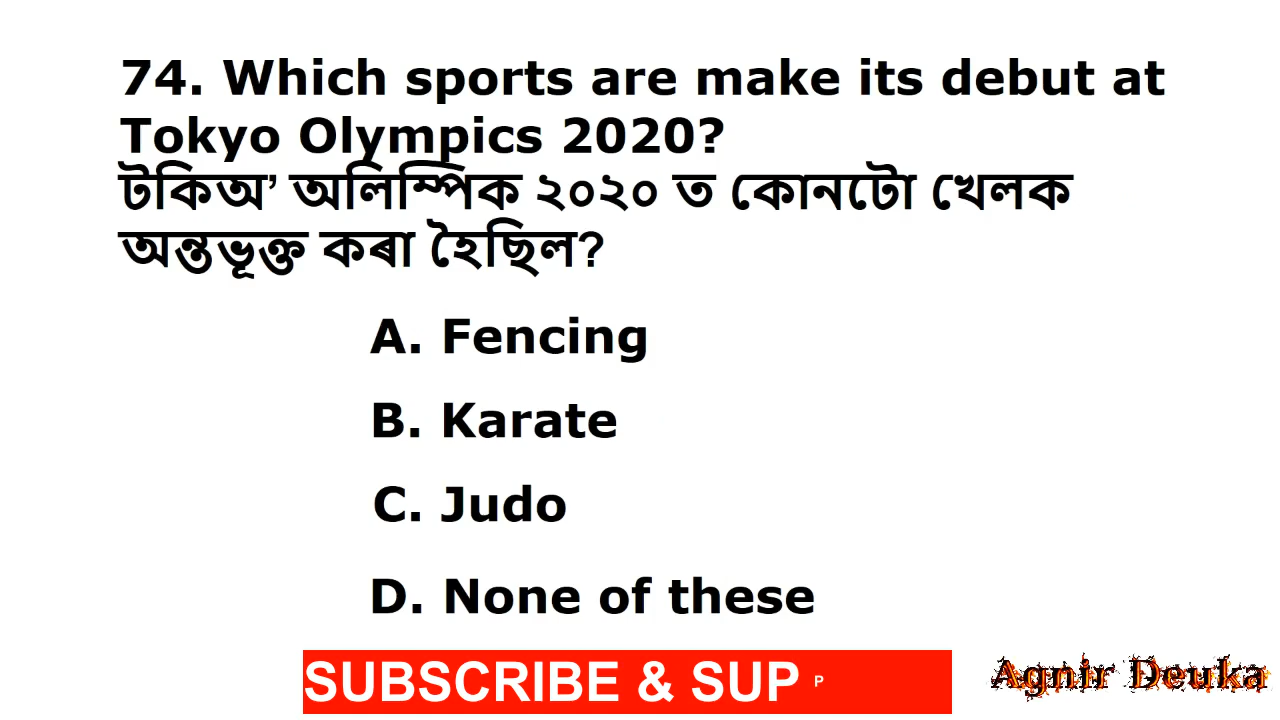 74. Which sports are make its debut at
Tokyo Olympics 2020?
টকিঅ’ অলিম্পিক ২০২০ ত কোনটো খেলক
অন্তভূক্ত কৰা হৈছিল?
A. Fencing
B. Karate
C. Judo
D. None of these
SUBSCRIBE & SUP P
Agnir Deuka